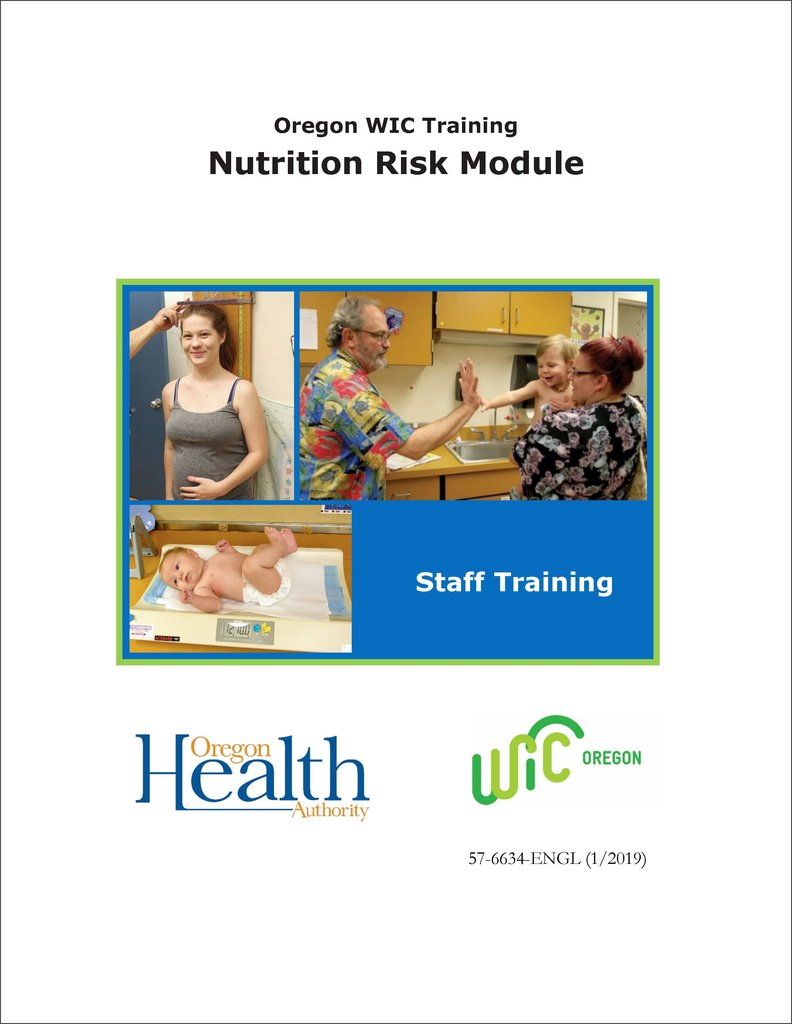 Oregon WIC Training
Nutrition Risk Module
Staff Training
Oregon
Health
Authority
WiC OREGON
57-6634-ENGL (1/2019)